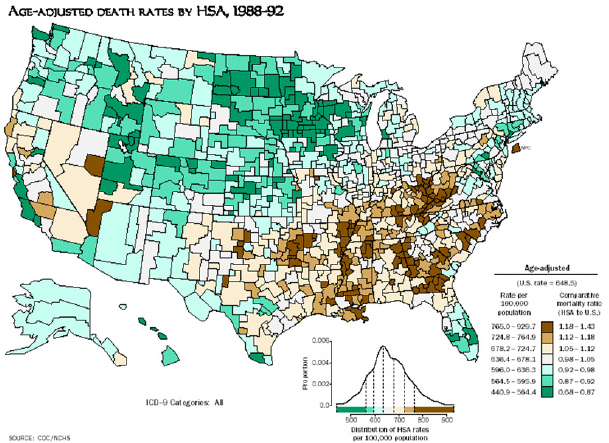 AGE-ADJUSTED DEATH RATES BY HSA, 1988-92
NYC
Age-adjusted
(U.S. rate = 648.5)
Rate per
100,000
population
Comparative
mortality ratio
(HSA to U.S.)
765.0 – 929.7
1.18 – 1.43
724.8 – 764.9
1.12 – 1.18
678.2 – 724.7
1.05 – 1.12
636.4 – 678.1
0.98 – 1.05
596.0 – 636.3
0.92 – 0.98
564.5 – 595.9
0.87 – 0.92
440.9 – 564.4
0.68 – 0.87
Proportion
0.006
0.004
0.002
0.0
500
600
700
800
900
Distribution of HSA rates
per 100,000 population
ICD-9 Categories: All
SOURCE: CDC/NCHS